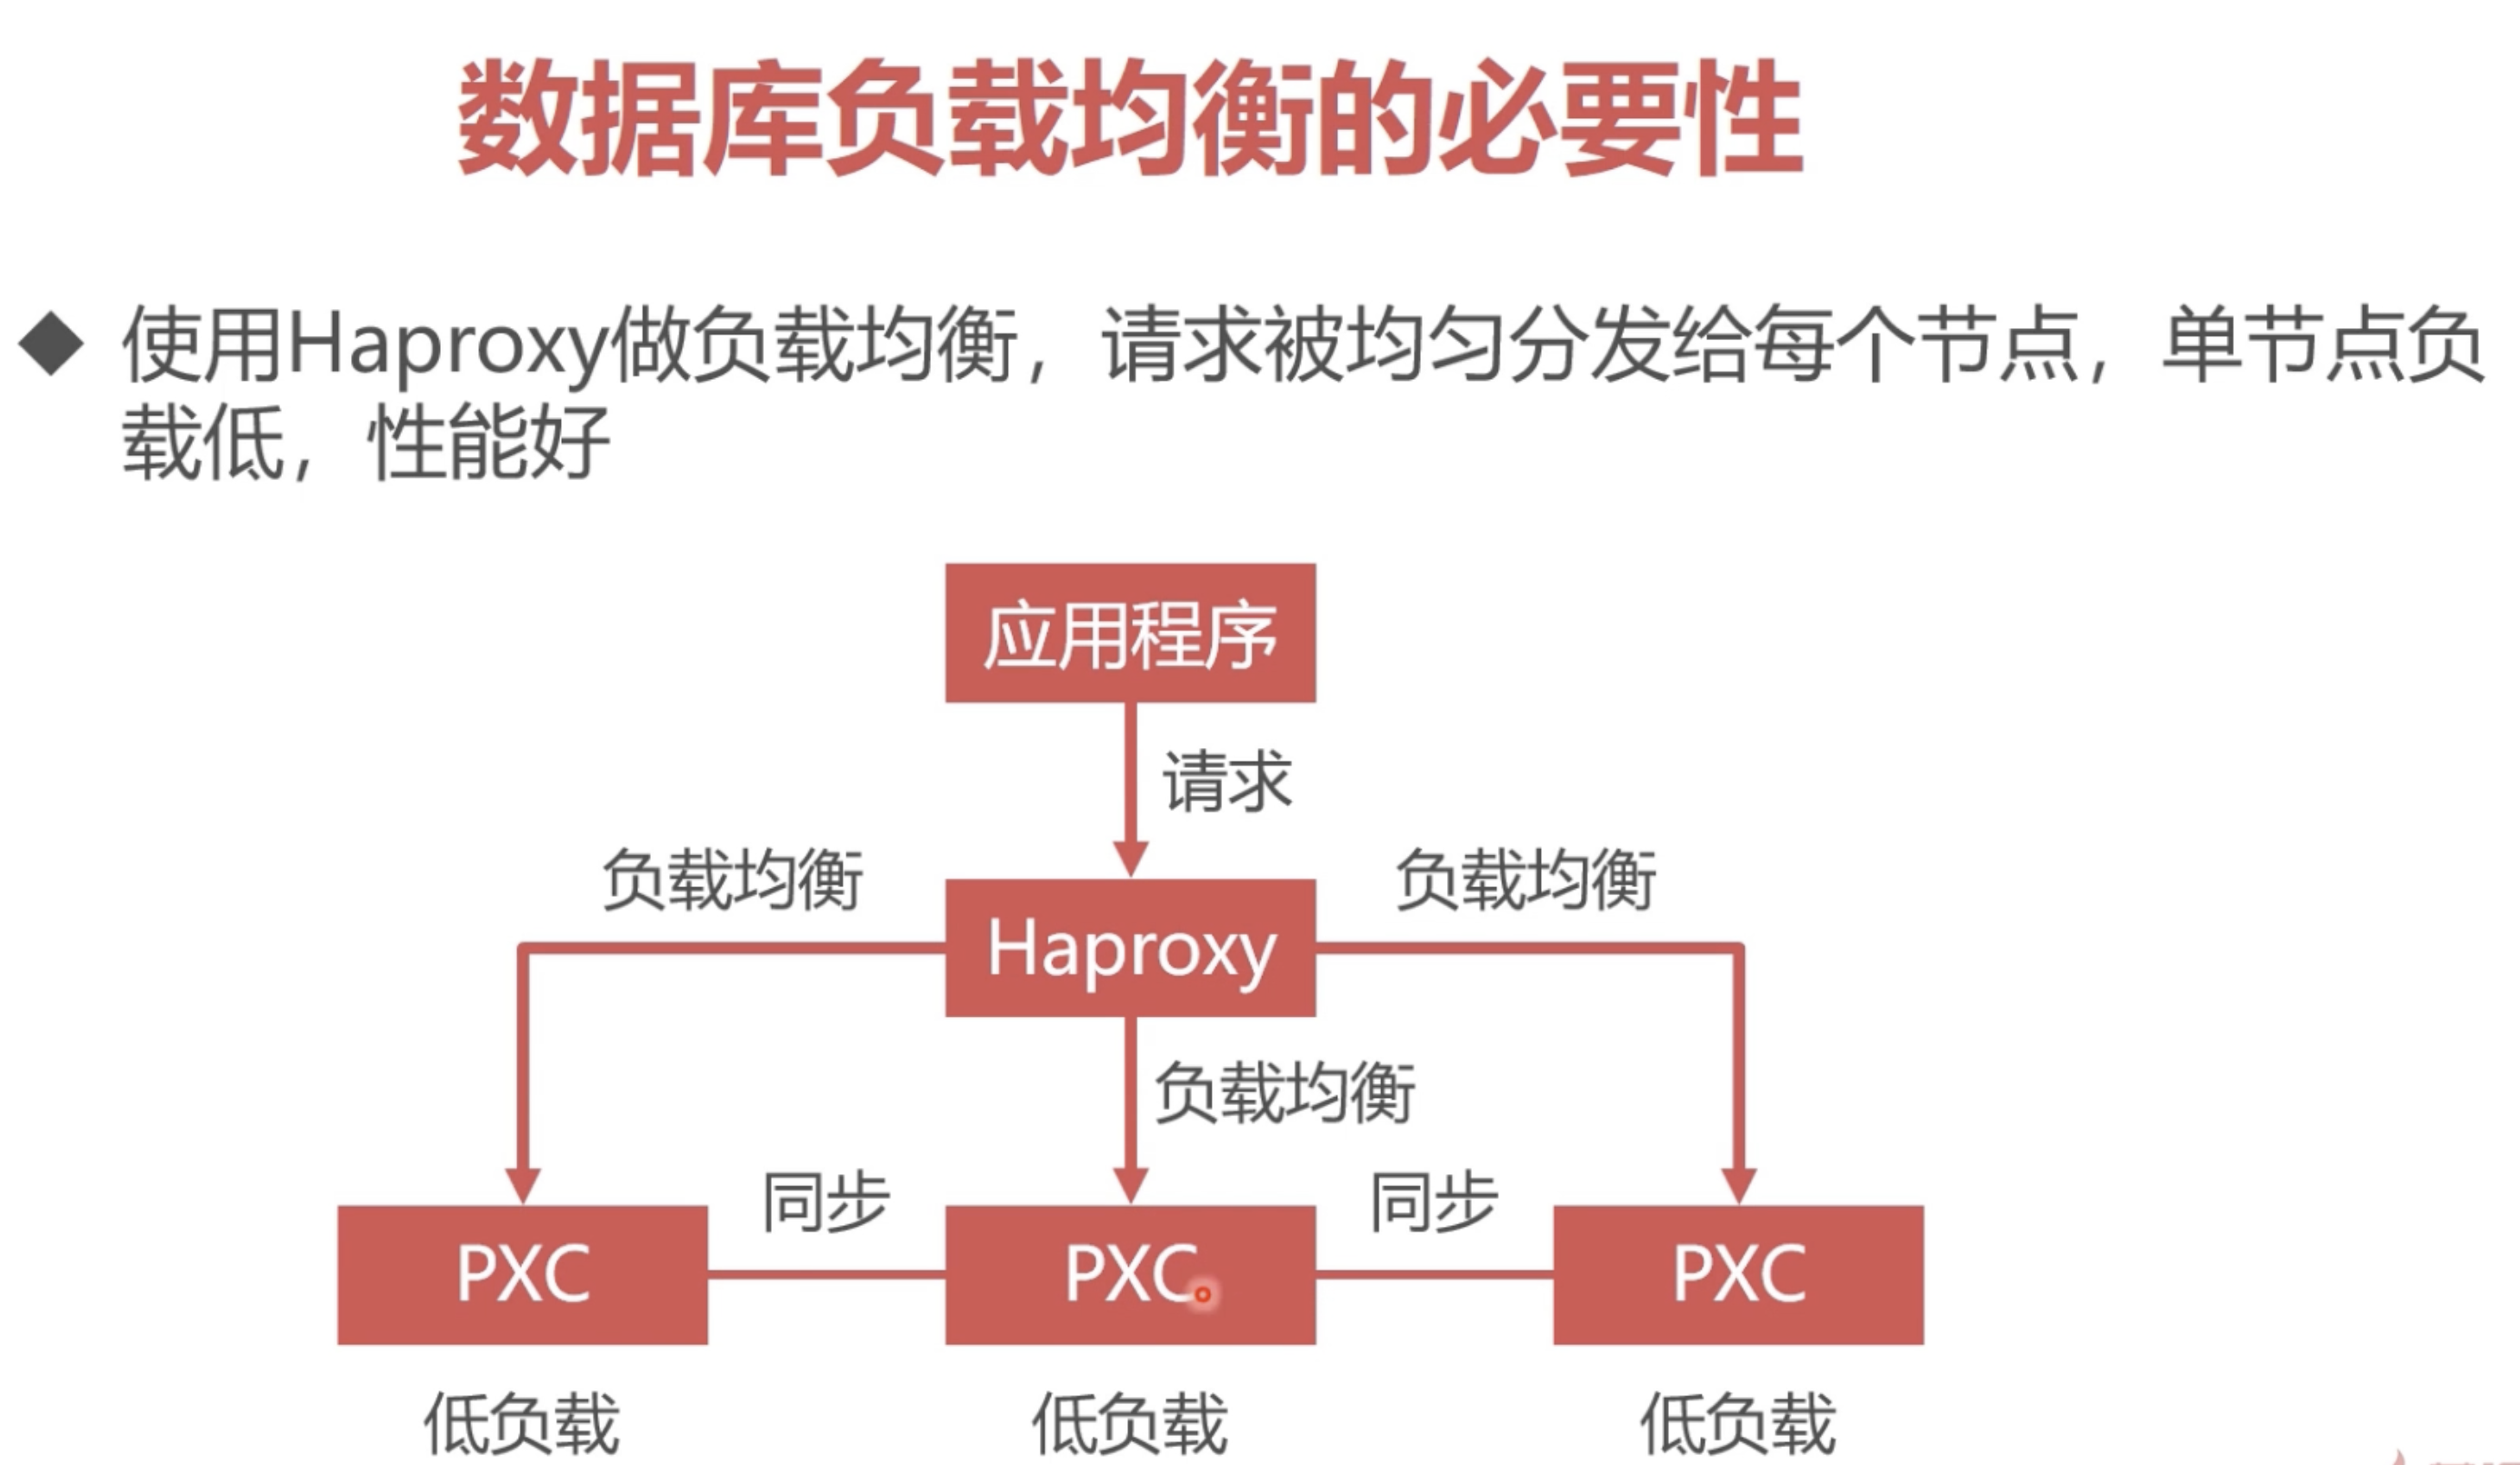 数据库负载均衡的必要性
使用Haproxy做负载均衡，请求被均匀分发给每个节点，单节点负
载低，性能好
应用程序
请求
负载均衡
Haproxy
负载均衡
负载均衡
同步
同步
PXC
PXC
PXC
低负载
低负载
低负载